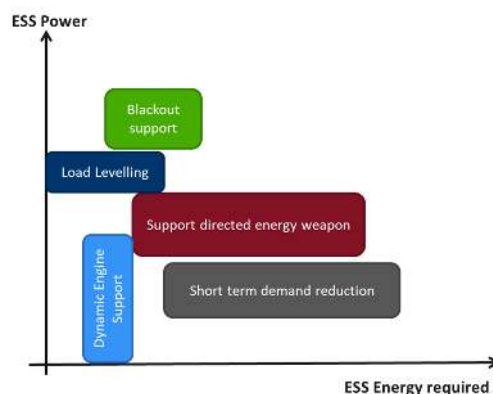 ESS Power
Blackout
support
Load Levelling
Support directed energy weapon
Dynamic Engine
Support
Short term demand reduction
ESS Energy required